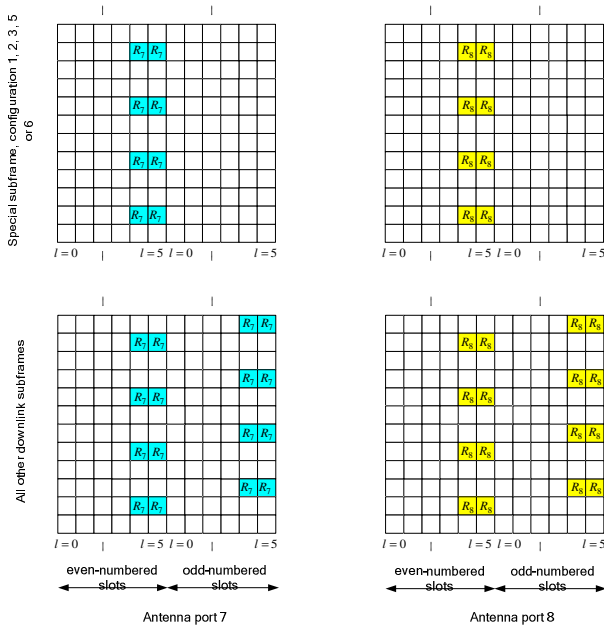 Special subframe, configuration 1, 2, 3, 5
or 6
R7 R7 R8 R8
R7 R7 R8 R8
R7 R7 R8 R8
R7 R7 R8 R8
l = 0 l = 5 l = 0 l = 5 l = 0 l = 5 l = 0 l = 5
All other downlink subframes
R7 R7 R8 R8
R7 R7 R8 R8
R7 R7 R8 R8
R7 R7 R8 R8
R7 R7 R8 R8
R7 R7 R8 R8
R7 R7 R8 R8
R7 R7 R8 R8
l = 0 l = 5 l = 0 l = 5 l = 0 l = 5 l = 0 l = 5
even-numbered odd-numbered even-numbered odd-numbered
slots slots slots slots
Antenna port 7 Antenna port 8